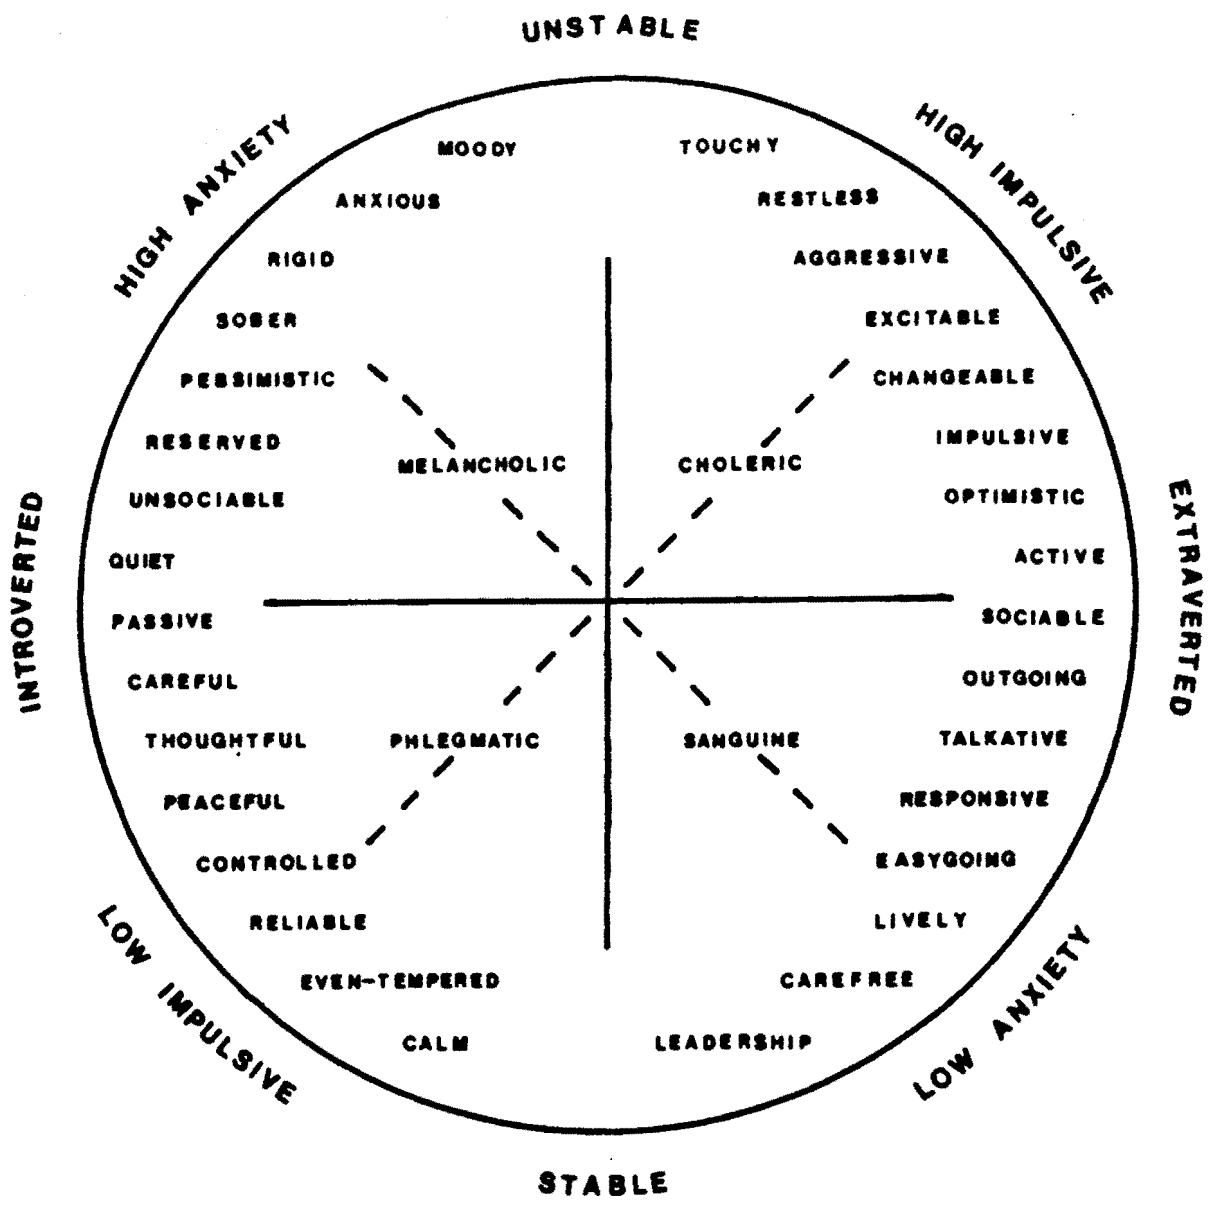 UNSTABLE
HIGH ANXIETY
HIGH IMPULSIVE
MOODY
TOUCHY
ANXIOUS
RESTLESS
RIGID
AGGRESSIVE
SOBER
EXCITABLE
PESSIMISTIC
CHANGEABLE
RESERVED
IMPULSIVE
MELANCHOLIC
CHOLERIC
UNSOCIABLE
OPTIMISTIC
QUIET
ACTIVE
INTROVERTED
EXTRAVERTED
PASSIVE
SOCIABLE
CAREFUL
OUTGOING
THOUGHTFUL
PHLEGMATIC
SANGUINE
TALKATIVE
PEACEFUL
RESPONSIVE
CONTROLLED
EASYGOING
RELIABLE
LIVELY
EVEN-TEMPERED
CAREFREE
CALM
LEADERSHIP
LOW IMPULSIVE
LOW ANXIETY
STABLE